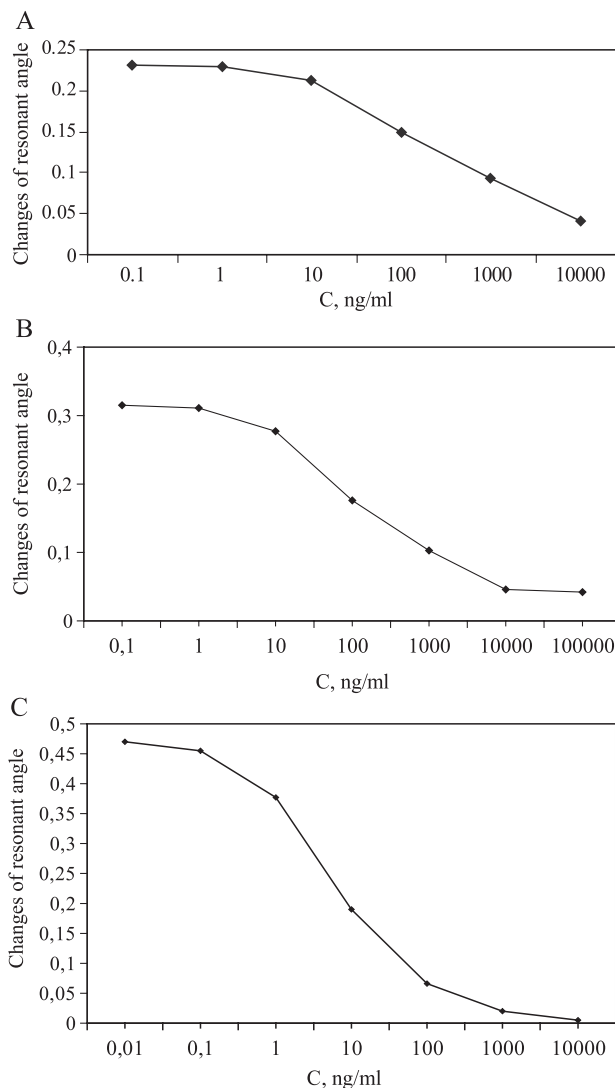 A
Changes of resonant angle
0.25
0.2
0.15
0.1
0.05
0
0.1 1 10 100 1000 10000
C, ng/ml
B
Changes of resonant angle
0,4
0,3
0,2
0,1
0
0,1 1 10 100 1000 10000 100000
C, ng/ml
C
Changes of resonant angle
0,5
0,45
0,4
0,35
0,3
0,25
0,2
0,15
0,1
0,05
0
0,01 0,1 1 10 100 1000 10000
C, ng/ml